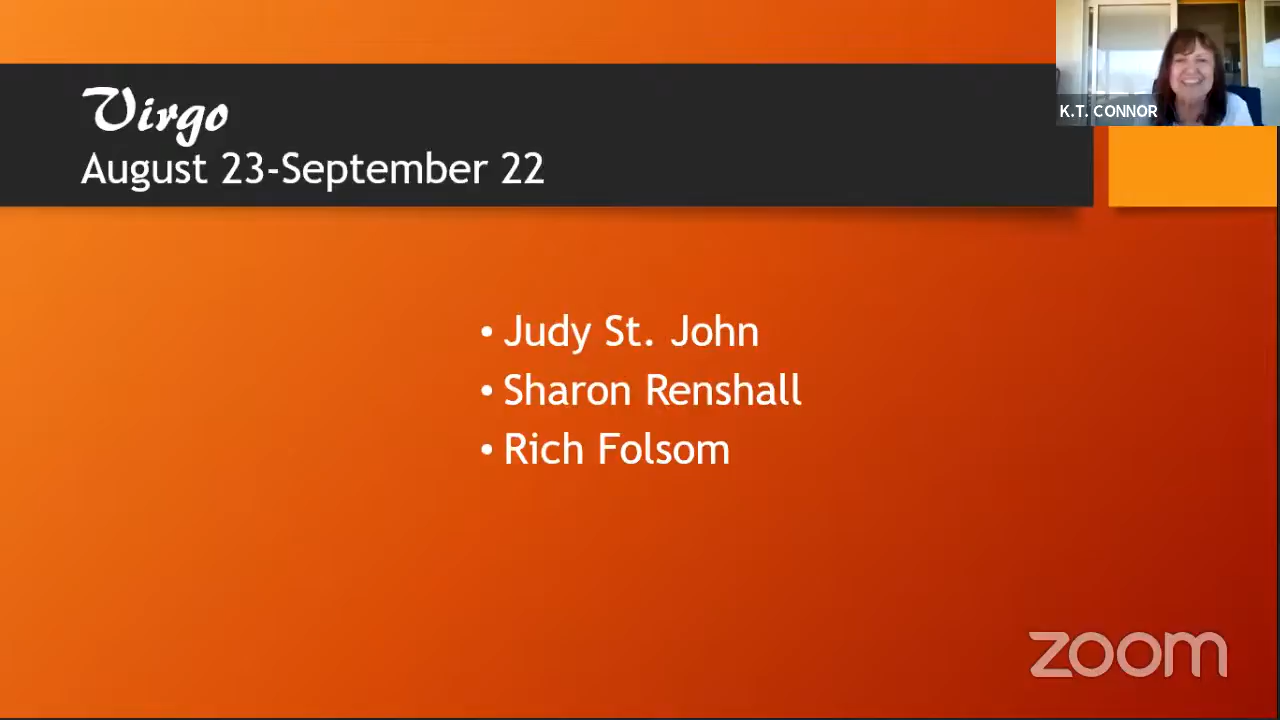 Virgo
August 23-September 22
K.T. CONNOR
• Judy St. John
• Sharon Renshall
• Rich Folsom
zoom